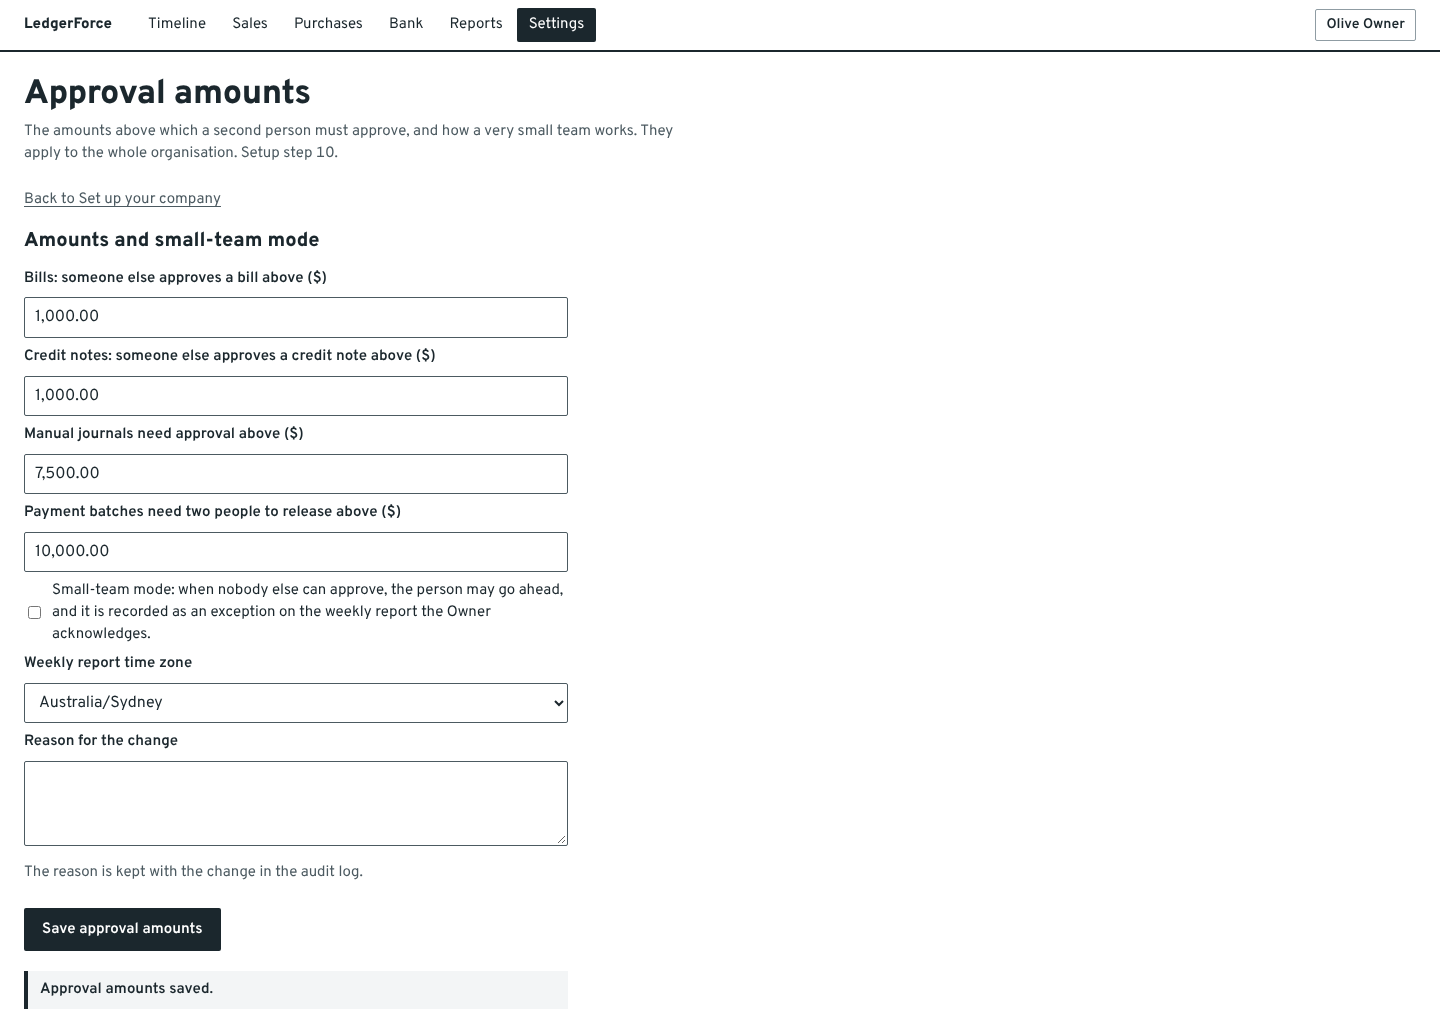 LedgerForce Timeline Sales Purchases Bank Reports Settings Olive Owner
Approval amounts
The amounts above which a second person must approve, and how a very small team works. They
apply to the whole organisation. Setup step 10.
Back to Set up your company
Amounts and small-team mode
Bills: someone else approves a bill above ($)
1,000.00
Credit notes: someone else approves a credit note above ($)
1,000.00
Manual journals need approval above ($)
7,500.00
Payment batches need two people to release above ($)
10,000.00
Small-team mode: when nobody else can approve, the person may go ahead,
and it is recorded as an exception on the weekly report the Owner
acknowledges.
Weekly report time zone
Australia/Sydney
Reason for the change
The reason is kept with the change in the audit log.
Save approval amounts
Approval amounts saved.